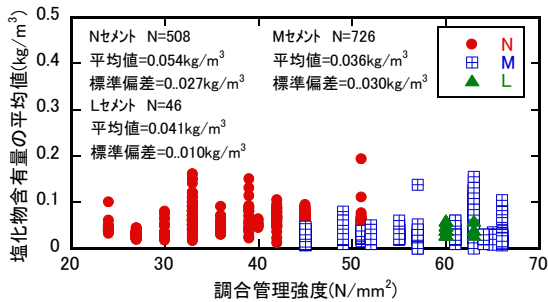 塩化物含有量の平均値(kg/m³)
0.5
0.4
0.3
0.2
0.1
0
Nセメント N=508
平均値=0.054kg/m³
標準偏差=0..027kg/m³
Lセメント N=46
平均値=0.041kg/m³
標準偏差=0..010kg/m³
Mセメント N=726
平均値=0.036kg/m³
標準偏差=0..030kg/m³
N
M
L
20 30 40 50 60 70
調合管理強度(N/mm²)